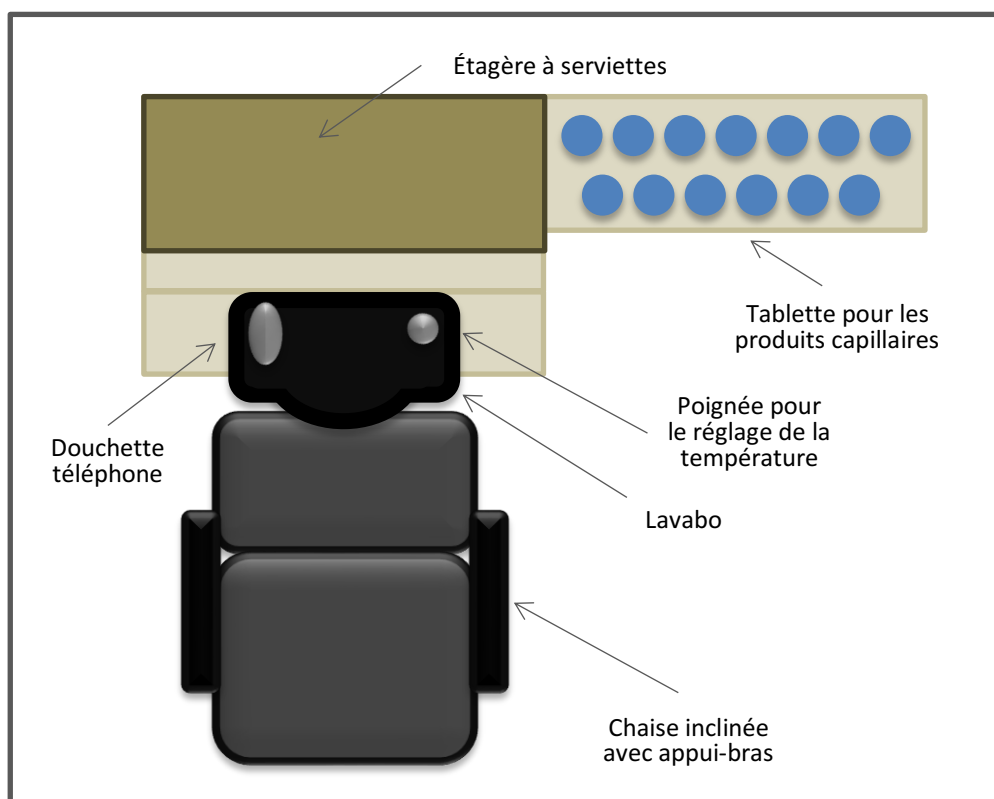 Étagère à serviettes
Tablette pour les
produits capillaires
Poignée pour
le réglage de la
température
Douchette
téléphone
Lavabo
Chaise inclinée
avec appui-bras